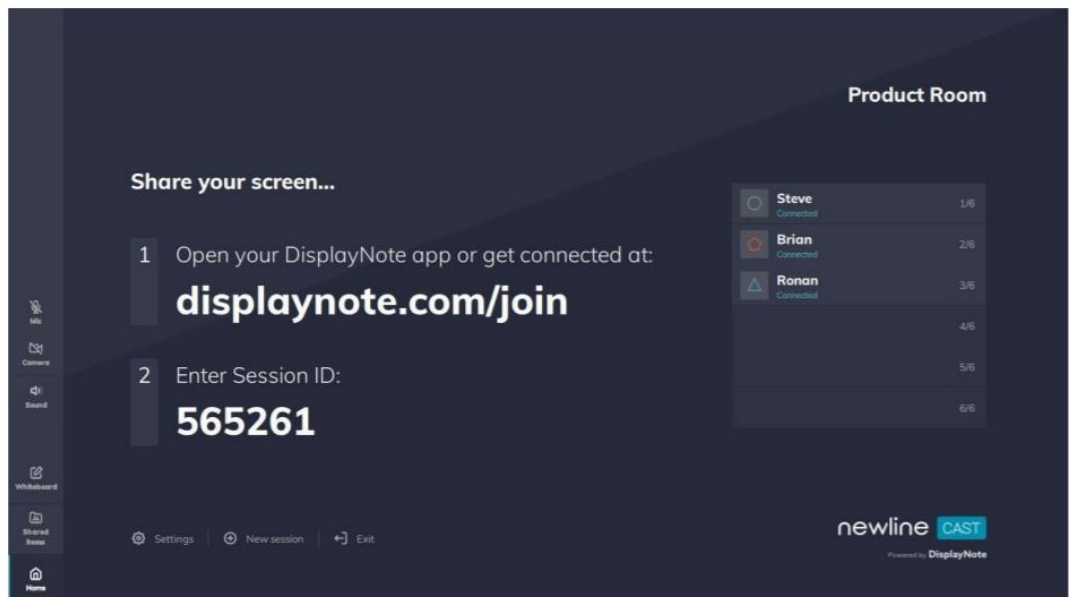 Product Room
Share your screen...
1 Open your DisplayNote app or get connected at:
displaynote.com/join
2 Enter Session ID:
565261
Steve
Connected
1/6
Brian
Connected
2/6
Ronan
Connected
3/6
4/6
5/6
6/6
Mic
Camera
Sound
Whiteboard
Shared
Items
Home
Settings
New session
Exit
newline CAST
Powered by DisplayNote